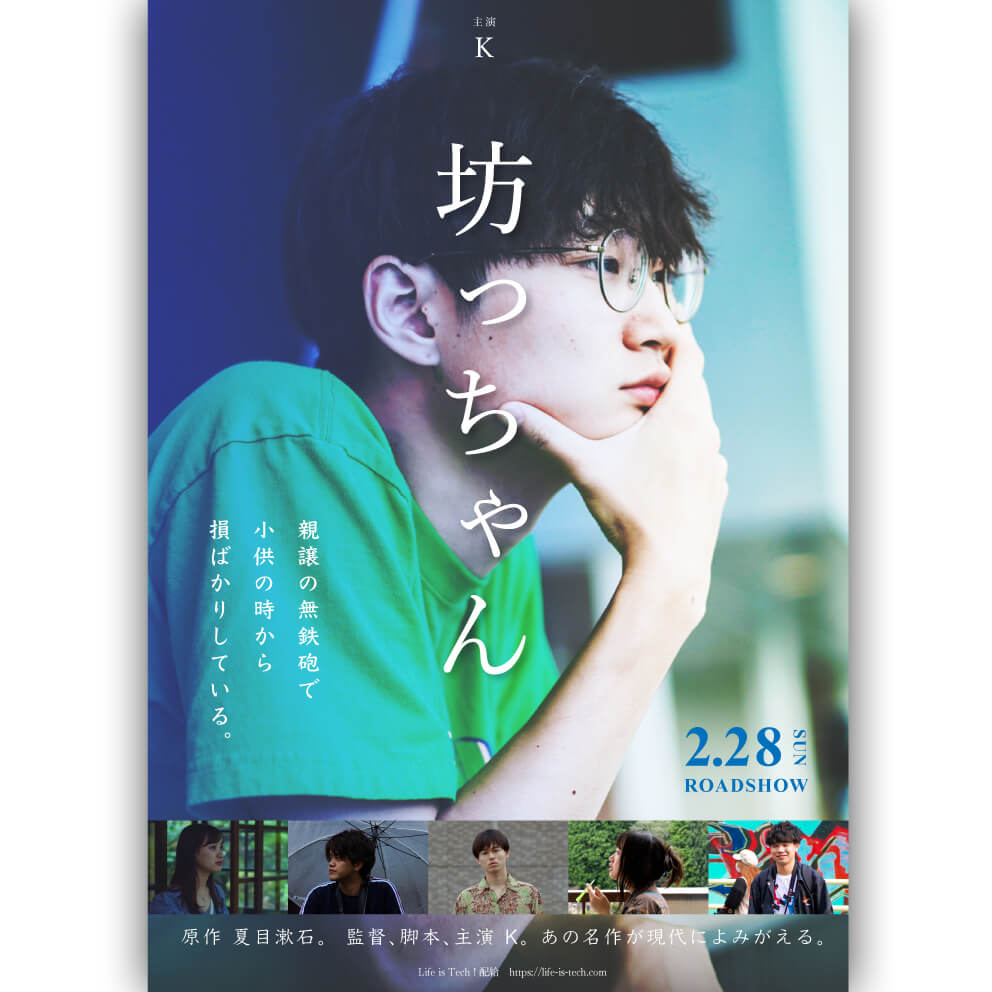 主演
K
坊っちゃん
親譲の無鉄砲で
小供の時から
損ばかりしている。
2.28 SUN
ROADSHOW
原作 夏目漱石。 監督、脚本、主演 K。あの名作が現代によみがえる。
Life is Tech ! 配給 https://life-is-tech.com